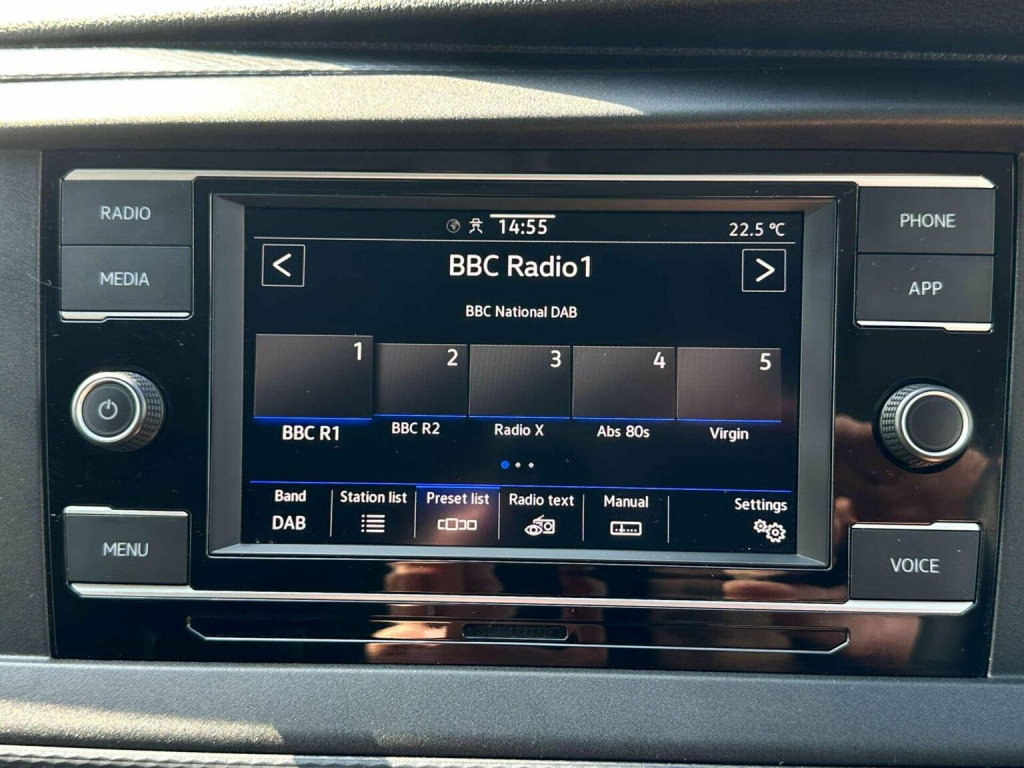 RADIO
MEDIA
MENU
14:55
22.5 °C
<
BBC Radio1
>
BBC National DAB
1 2 3 4 5
BBC R1 BBC R2 Radio X Abs 80s Virgin
Band Station list Preset list Radio text Manual Settings
DAB
PHONE
APP
VOICE